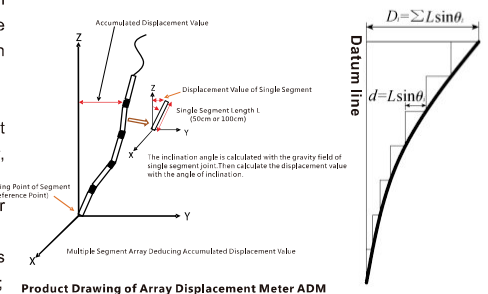 Accumulated Displacement Value
Z
Z
Displacement Value of Single Segment
Single Segment Length L
(50cm or 100cm)
Y
X
The inclination angle is calculated with the gravity field of
single segment joint.Then calculate the displacement value
with the angle of inclination.
ing Point of Segment
eference Point)
Y
X
Multiple Segment Array Deducing Accumulated Displacement Value
Product Drawing of Array Displacement Meter ADM
Dᵢ=∑Lsinθᵢ
Datum line
d=Lsinθᵢ